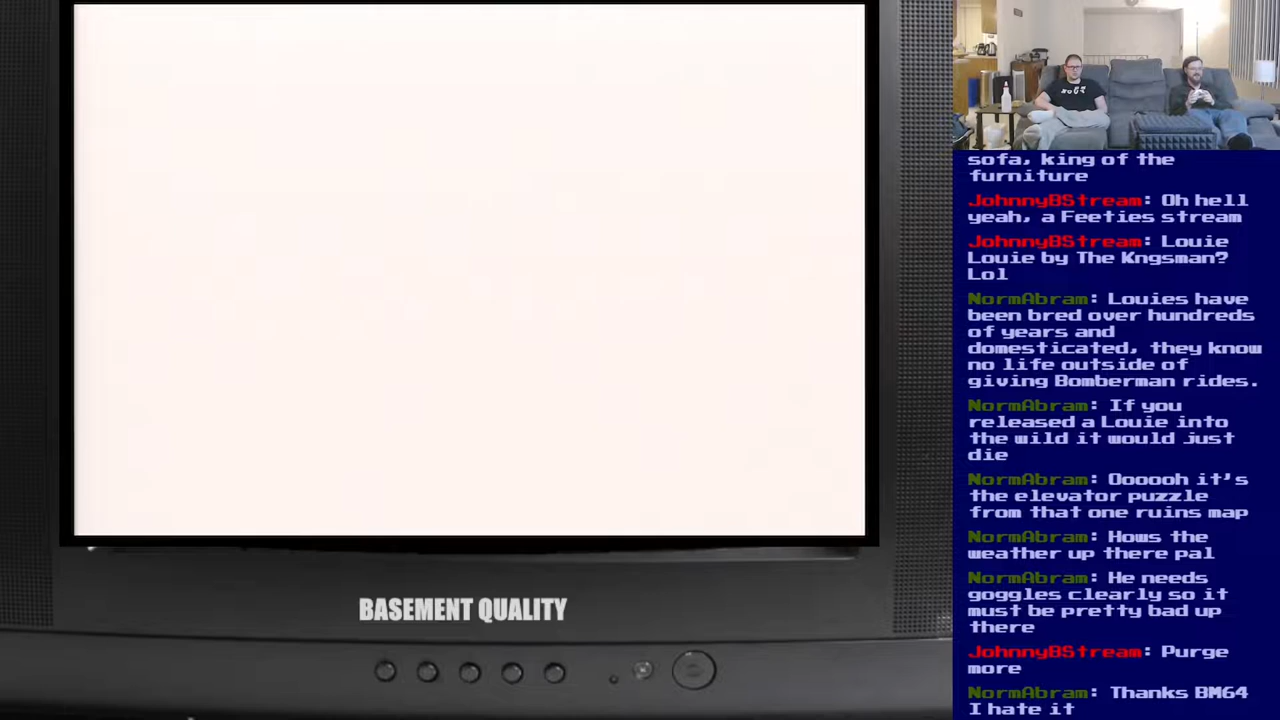 BASEMENT QUALITY
sofa, king of the
furniture
JohnnyBStream: Oh hell
yeah, a Feeties stream
JohnnyBStream: Louie
Louie by The Kngsman?
Lol
NormAbram: Louies have
been bred over hundreds
of years and
domesticated, they know
no life outside of
giving Bomberman rides.
NormAbram: If you
released a Louie into
the wild it would just
die
NormAbram: Oooooh it's
the elevator puzzle
from that one ruins map
NormAbram: Hows the
weather up there pal
NormAbram: He needs
goggles clearly so it
must be pretty bad up
there
JohnnyBStream: Purge
more
NormAbram: Thanks BM64
I hate it